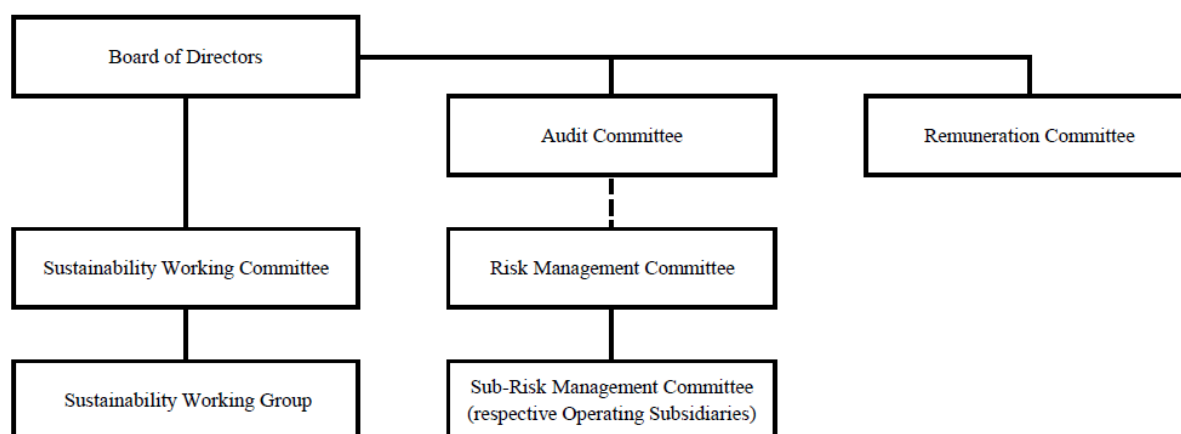 Board of Directors
Audit Committee
Remuneration Committee
Sustainability Working Committee
Risk Management Committee
Sustainability Working Group
Sub-Risk Management Committee
(respective Operating Subsidiaries)